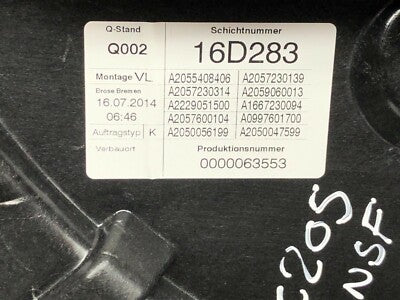 Q-Stand Schichtnummer
Q002 16D283
Montage VL A2055408406 A2057230139
Brose Bremen A2057230314 A2059060013
16.07.2014 A2229051500 A1667230094
06:46 A2057600104 A0997601700
Auftragstyp K A2050056199 A2050047599
Verbauort Produktionsnummer
0000063553
C205
NSF